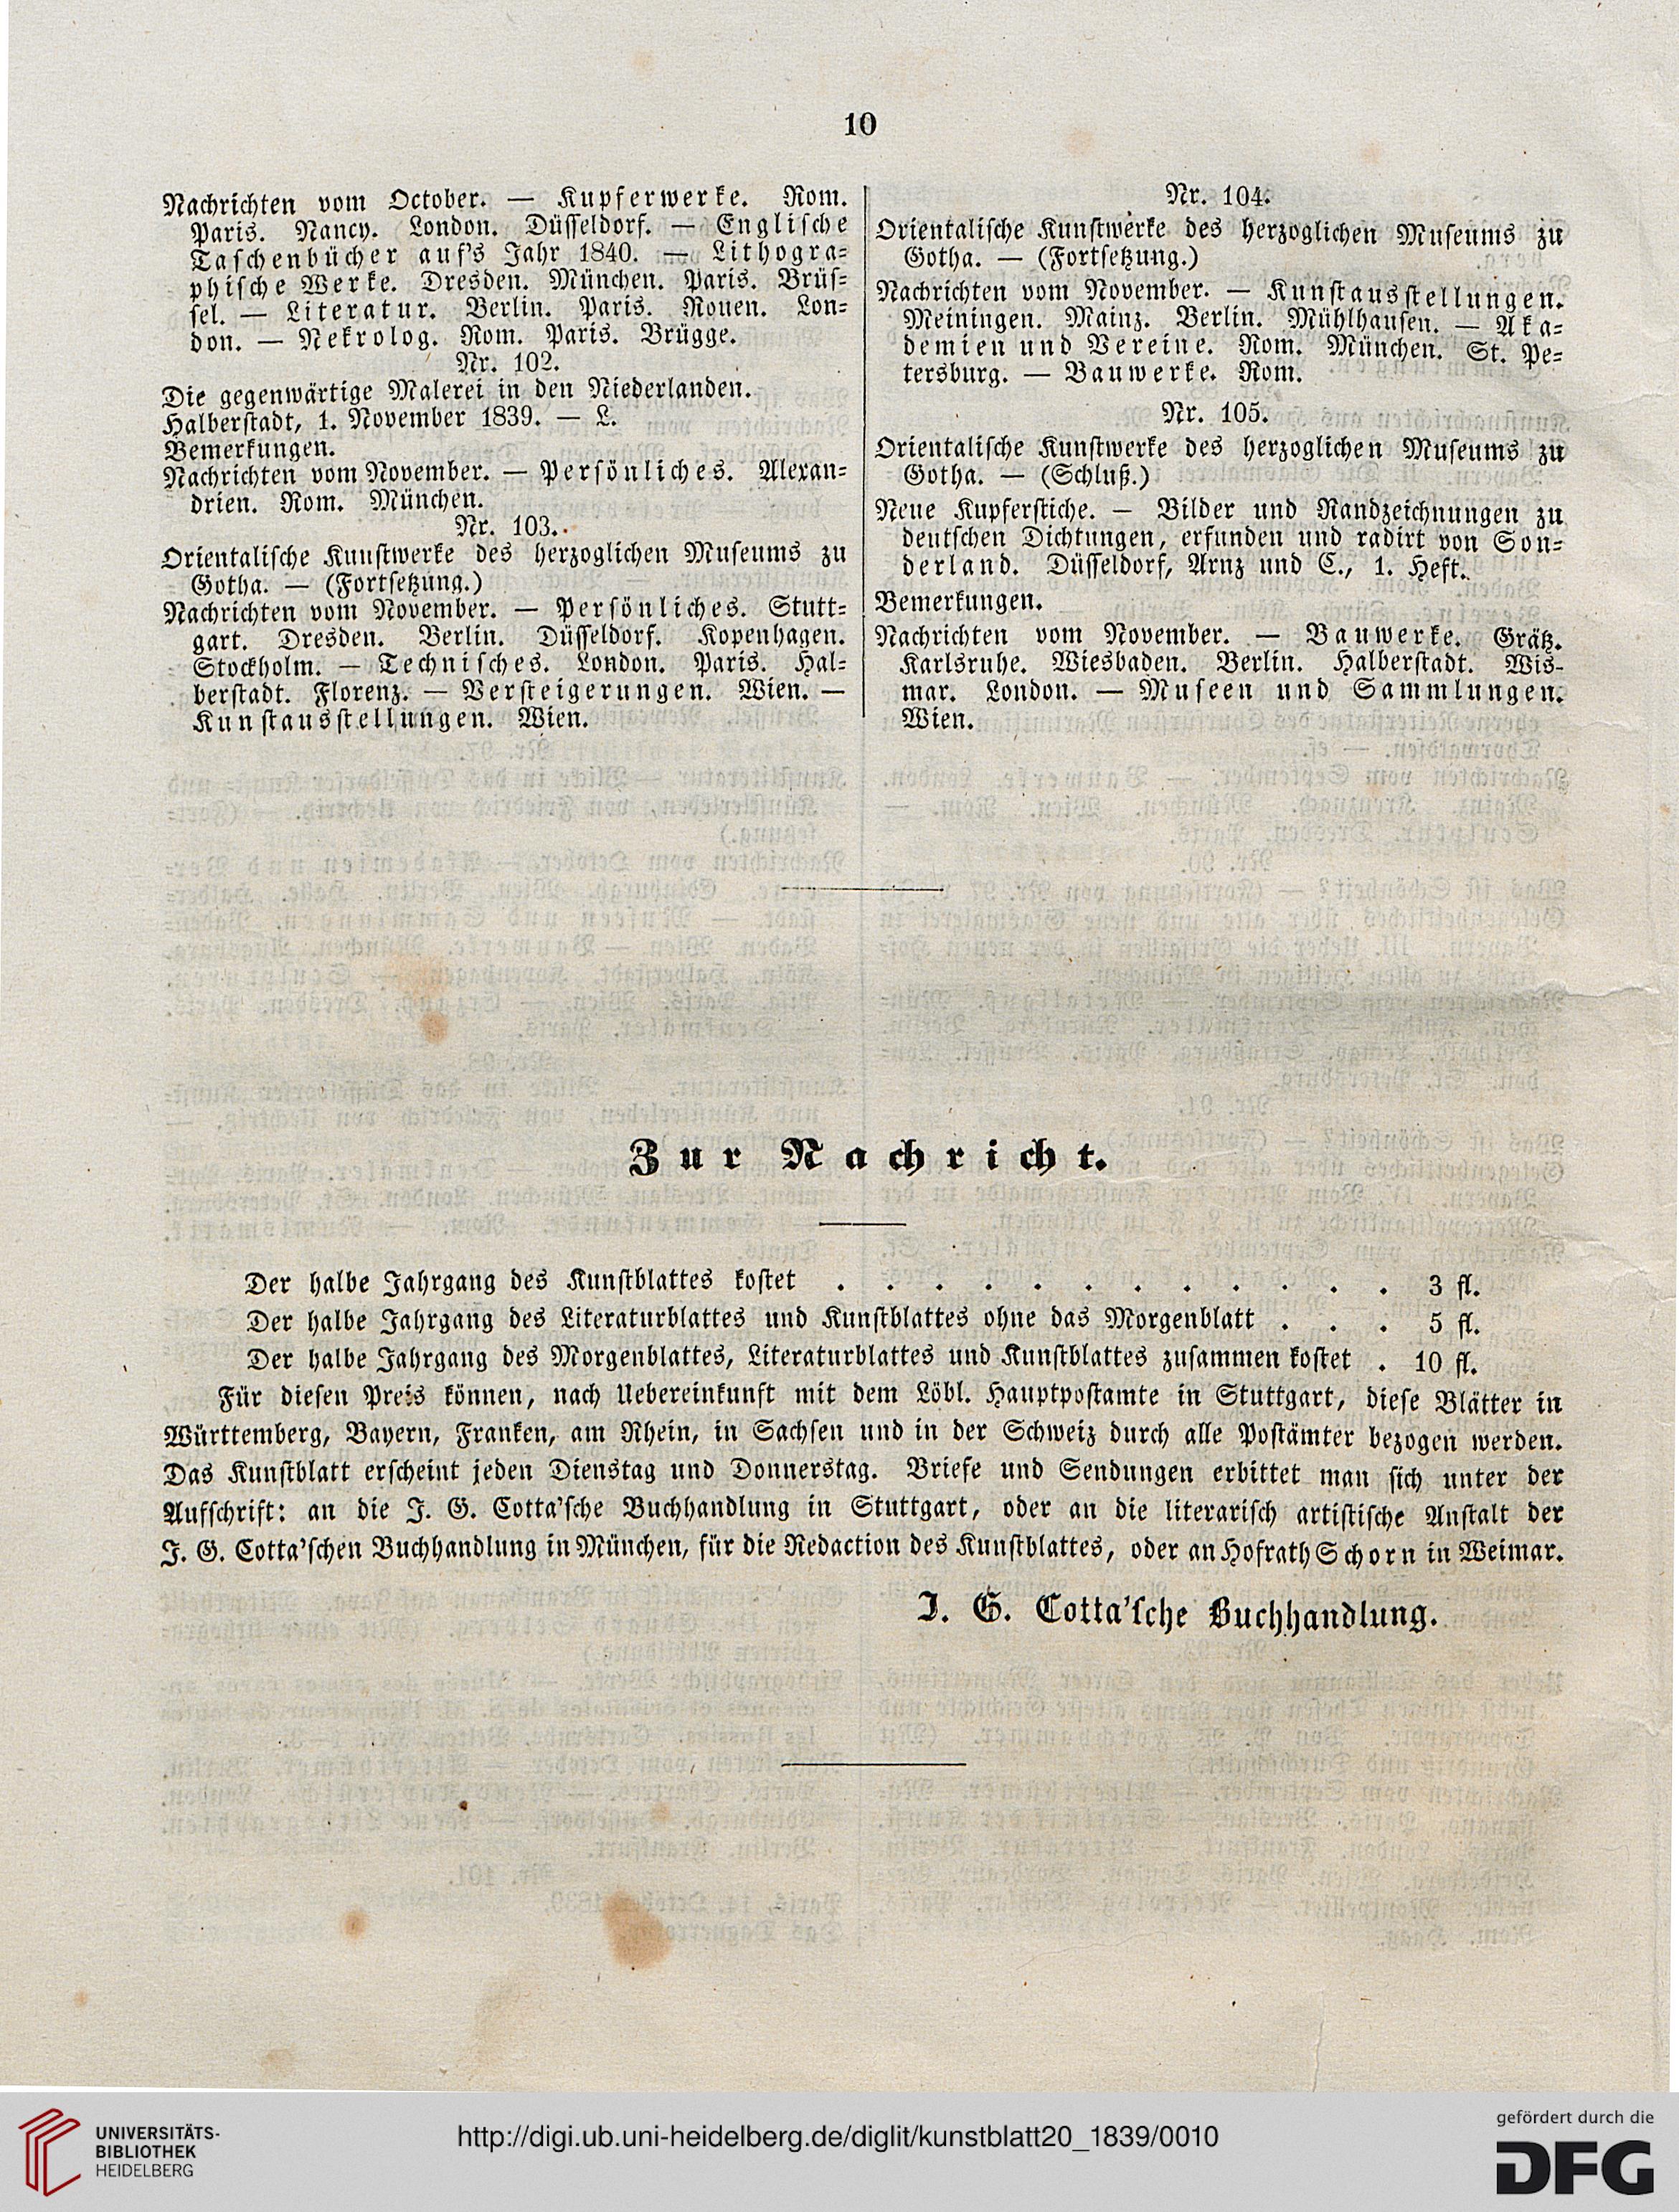 10
Nachrichten vom October. — Kupferwerke. Rom.
Paris. Nancy. London. Düsseldorf. — Englische
Taschenbücher auf's Jahr 1840. — Lithogra-
phische Werke. Dresden. München. Paris. Brüs-
sel. — Literatur. Berlin. Paris. Rouen. Lon-
don. — Nekrolog. Rom. Paris. Brügge.
Nr. 102.
Die gegenwärtige Malerei in den Niederlanden.
Halberstadt, 1. November 1839. — L.
Bemerkungen.
Nachrichten vom November. — Persönliches. Alexan-
drien. Rom. München.
Nr. 103.
Orientalische Kunstwerke des herzoglichen Museums zu
Gotha. — (Fortsetzung.)
Nachrichten vom November. — Persönliches. Stutt-
gart. Dresden. Berlin. Düsseldorf. Kopenhagen.
Stockholm. — Technisches. London. Paris. Hal-
berstadt. Florenz. — Versteigerungen. Wien. —
Kunstausstellungen. Wien.
Nr. 104.
Orientalische Kunstwerke des herzoglichen Museums zu
Gotha. — (Fortsetzung.)
Nachrichten vom November. — Kunstausstellungen.
Meiningen. Mainz. Berlin. Mühlhausen. — Aka-
demien und Vereine. Rom. München. St. Pe-
tersburg. — Bauwerke. Rom.
Nr. 105.
Orientalische Kunstwerke des herzoglichen Museums zu
Gotha. — (Schluß.)
Neue Kupferstiche. — Bilder und Randzeichnungen zu
deutschen Dichtungen, erfunden und radirt von Son-
derland. Düsseldorf, Arnz und C., 1. Heft.
Bemerkungen.
Nachrichten vom November. — Bauwerke. Grätz.
Karlsruhe. Wiesbaden. Berlin. Halberstadt. Wis-
mar. London. — Museen und Sammlungen.
Wien.
Zur Nachricht.
Der halbe Jahrgang des Kunstblattes kostet . . . . . . . . . . . . 3 fl.
Der halbe Jahrgang des Literaturblattes und Kunstblattes ohne das Morgenblatt . . . 5 fl.
Der halbe Jahrgang des Morgenblattes, Literaturblattes und Kunstblattes zusammen kostet . 10 fl.
Für diesen Preis können, nach Uebereinkunft mit dem Löbl. Hauptpostamte in Stuttgart, diese Blätter in
Württemberg, Bayern, Franken, am Rhein, in Sachsen und in der Schweiz durch alle Postämter bezogen werden.
Das Kunstblatt erscheint jeden Dienstag und Donnerstag. Briefe und Sendungen erbittet man sich unter der
Aufschrift: an die J. G. Cotta'sche Buchhandlung in Stuttgart, oder an die literarisch artistische Anstalt der
J. G. Cotta'schen Buchhandlung in München, für die Redaction des Kunstblattes, oder an Hofrath Schorn in Weimar.
J. G. Cotta'sche Buchhandlung.
UNIVERSITÄTS-
BIBLIOTHEK
HEIDELBERG
http://digi.ub.uni-heidelberg.de/diglit/kunstblatt20_1839/0010
gefördert durch die
DFG